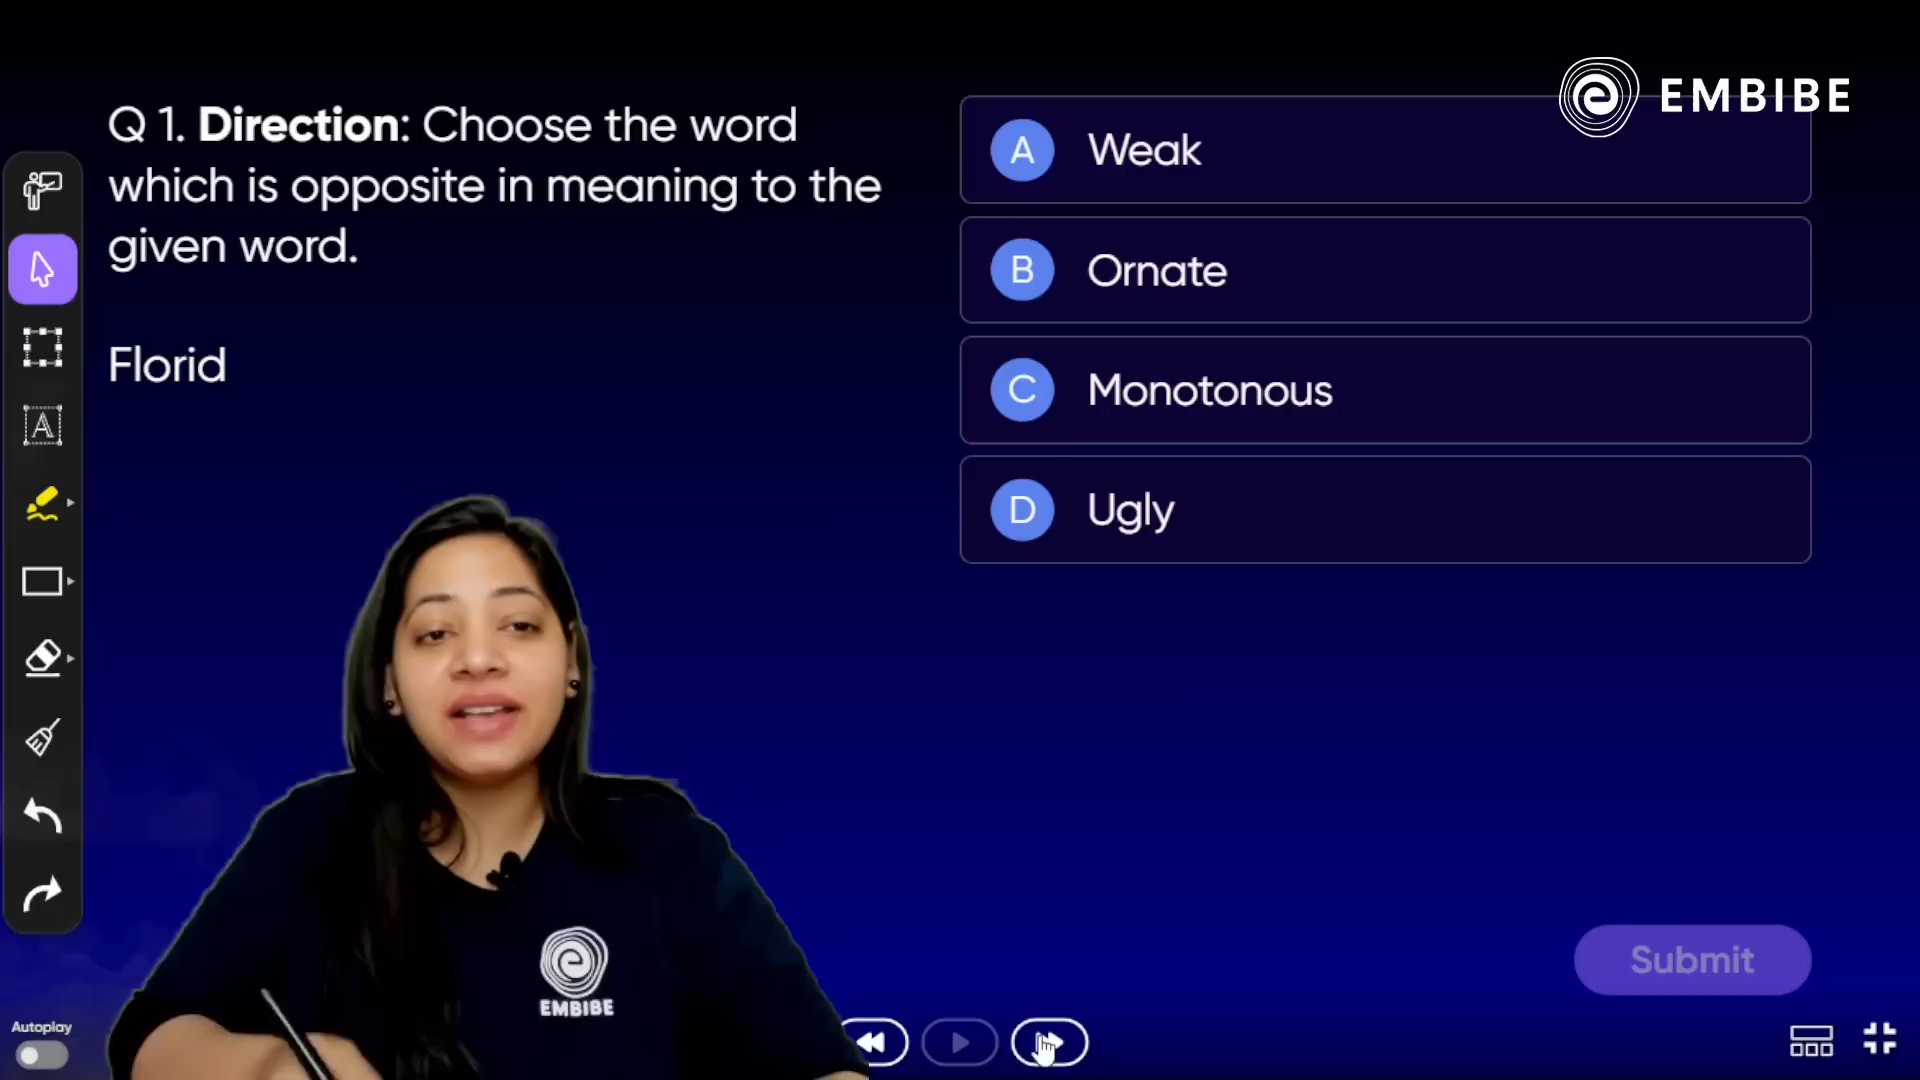 EMBIBE
Q 1. Direction: Choose the word
which is opposite in meaning to the
given word.
Florid
A Weak
B Ornate
C Monotonous
D Ugly
A
EMBIBE
Submit
Autoplay